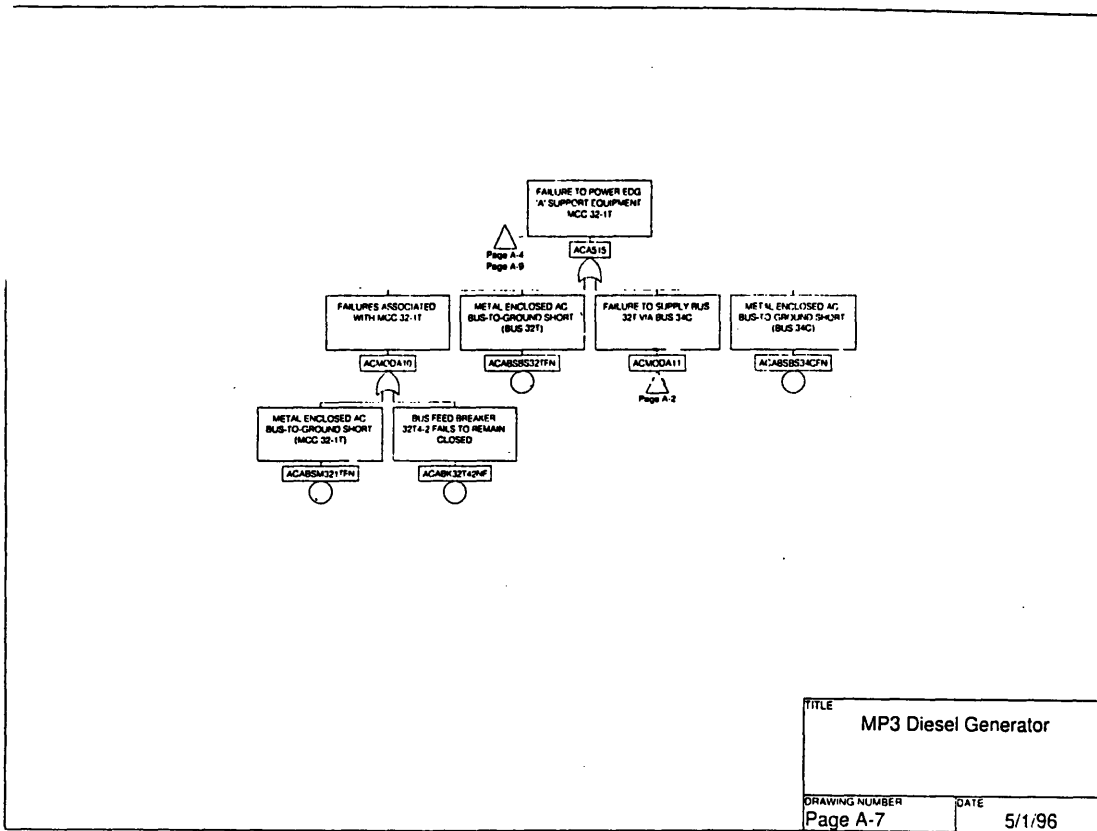 FAILURE TO POWER EDG
'A' SUPPORT EQUIPMENT
MCC 32-1T
Page A-4
Page A-9
ACA515
FAILURES ASSOCIATED
WITH MCC 32-1T
METAL ENCLOSED AC
BUS-TO-GROUND SHORT
(BUS 32T)
FAILURE TO SUPPLY BUS
32T VIA BUS 34C
METAL ENCLOSED AC
BUS-TO GROUND SHORT
(BUS 34C)
ACMODA10
ACABSBS32TFN
ACMODA11
ACABSBS34CFN
Page A-2
METAL ENCLOSED AC
BUS-TO-GROUND SHORT
(MCC 32-1T)
BUS FEED BREAKER
32T4-2 FAILS TO REMAIN
CLOSED
ACABSM321TFN
ACABK32T42NF
TITLE
MP3 Diesel Generator
DRAWING NUMBER
Page A-7
DATE
5/1/96